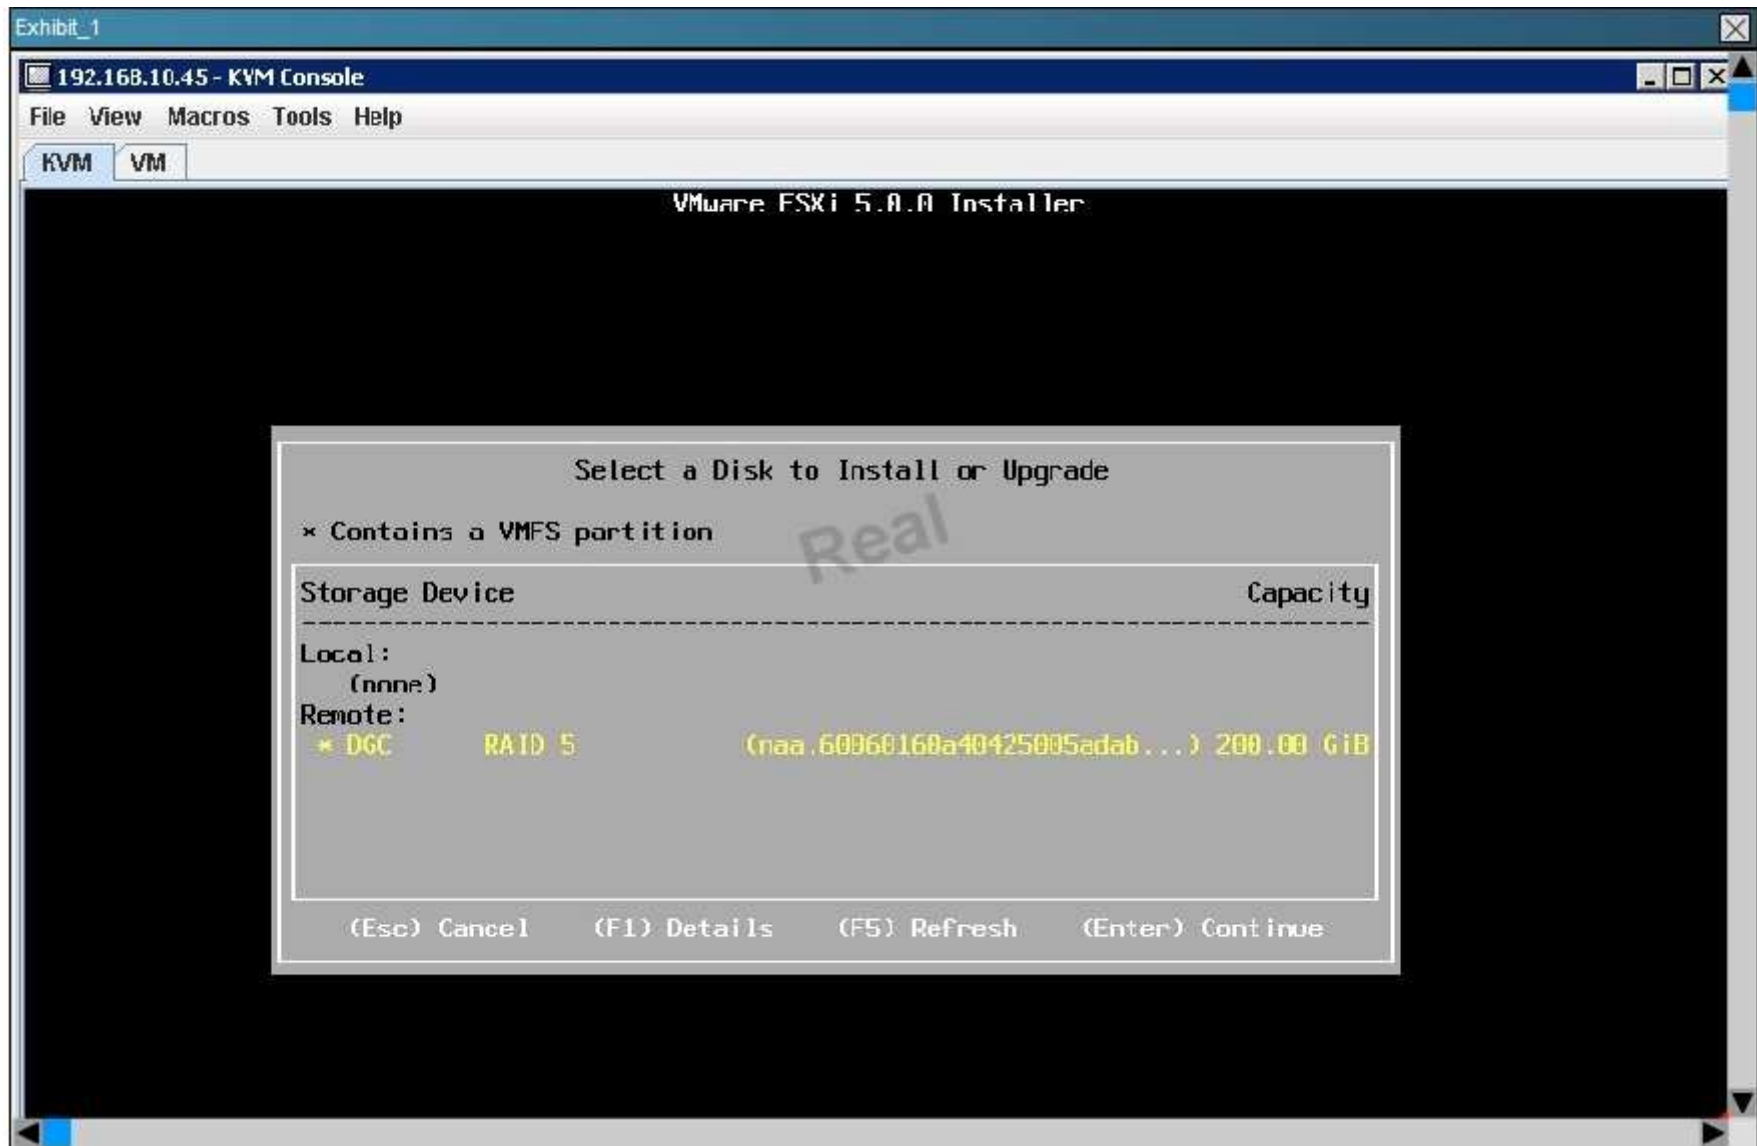 Exhibit_1
192.168.10.45 - KVM Console
File View Macros Tools Help
KVM VM
VMware ESXi 5.0.0 Installer
Select a Disk to Install or Upgrade
* Contains a VMFS partition
Real
Storage Device Capacity
Local:
(none)
Remote:
* DGC RAID 5 (naa.60060160a40425005adab...) 200.00 GiB
(Esc) Cancel (F1) Details (F5) Refresh (Enter) Continue